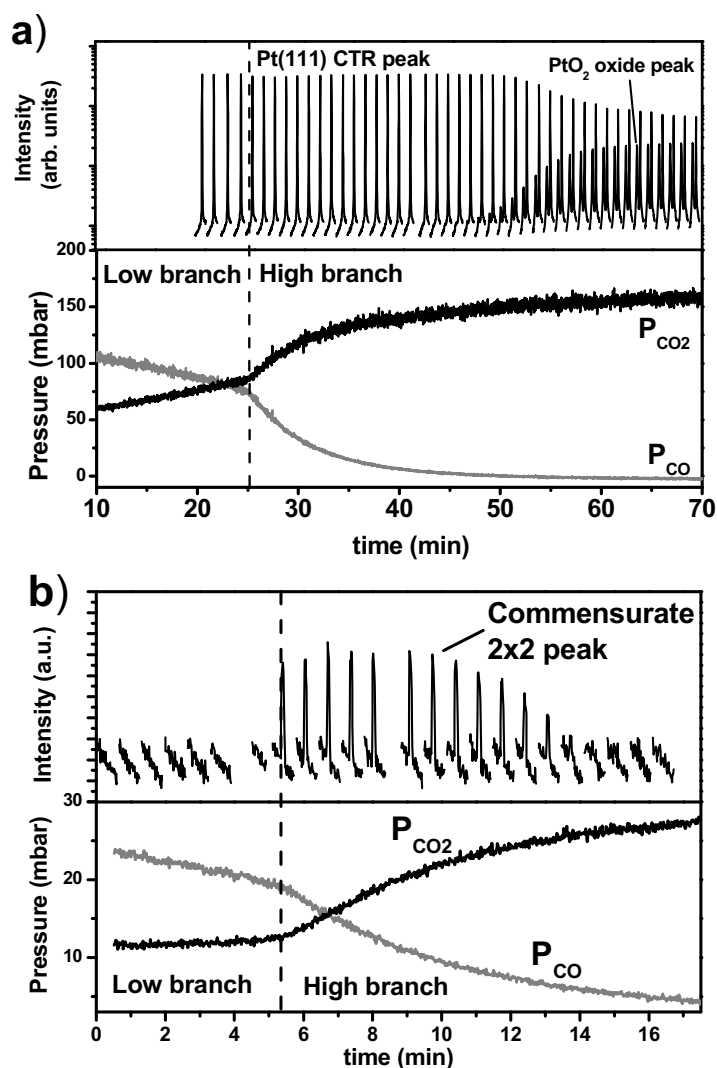 a)
Pt(111) CTR peak
PtO2 oxide peak
Intensity
(arb. units)
200
150
100
50
0
Pressure (mbar)
Low branch
High branch
PCO2
PCO
10 20 30 40 50 60 70
time (min)
b)
Commensurate
2x2 peak
Intensity (a.u.)
30
20
10
Pressure (mbar)
PCO2
PCO
Low branch
High branch
0 2 4 6 8 10 12 14 16
time (min)